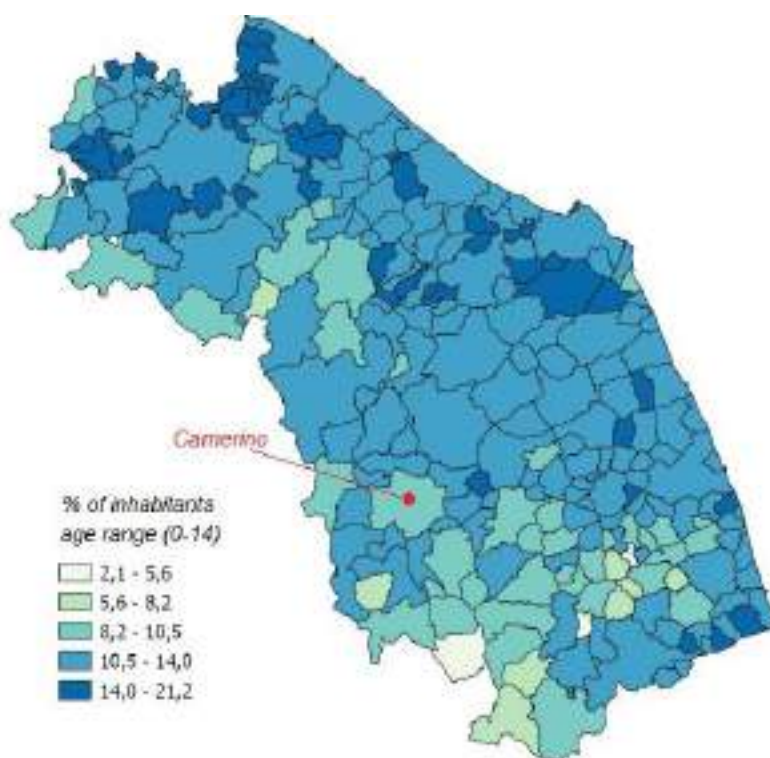 Camerino
% of inhabitants
age range (0-14)
2,1 - 5,6
5,6 - 8,2
8,2 - 10,5
10,5 - 14,0
14,0 - 21,2